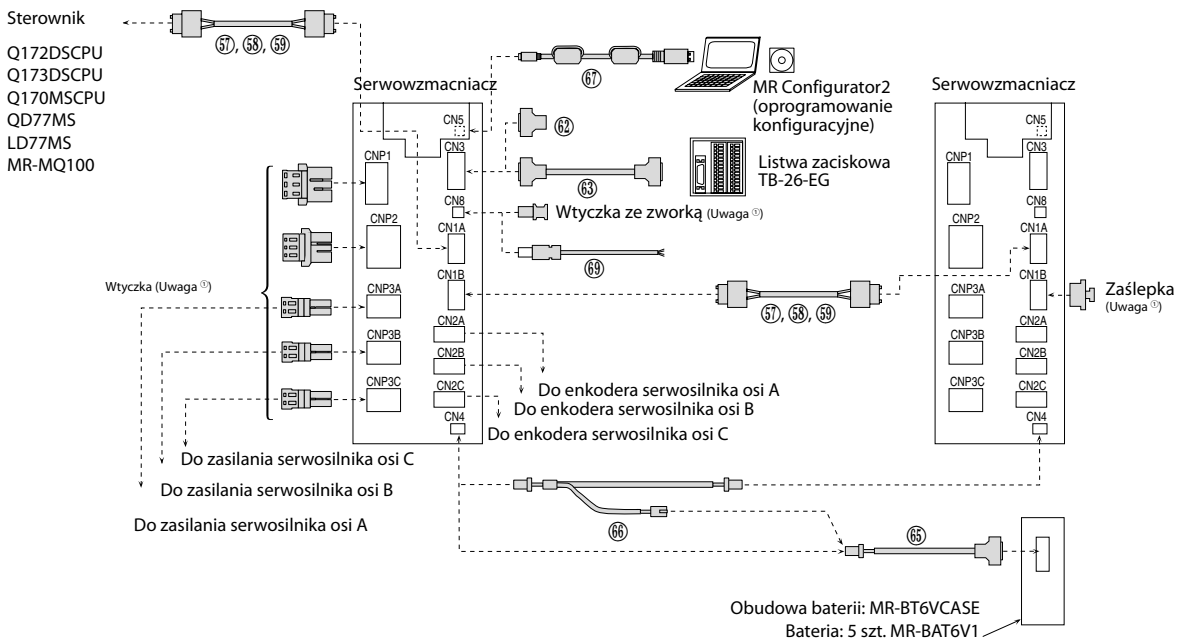 Sterownik
Q172DSCPU
Q173DSCPU
Q170MSCPU
QD77MS
LD77MS
MR-MQ100
㊼, ㊽, ㊾
Serwowzmacniacz
CN5
CN3
CN8
CN1A
CN1B
CN2A
CN2B
CN2C
CN4
CNP1
CNP2
CNP3A
CNP3B
CNP3C
Wtyczka (Uwaga ①)
67
MR Configurator2
(oprogramowanie
konfiguracyjne)
62
63
Listwa zaciskowa
TB-26-EG
Wtyczka ze zworką (Uwaga ①)
69
57, 58, 59
Do enkodera serwosilnika osi A
Do enkodera serwosilnika osi B
Do enkodera serwosilnika osi C
Do zasilania serwosilnika osi C
Do zasilania serwosilnika osi B
Do zasilania serwosilnika osi A
Serwowzmacniacz
CN5
CN3
CN8
CN1A
CN1B
CN2A
CN2B
CN2C
CN4
CNP1
CNP2
CNP3A
CNP3B
CNP3C
Zaślepka
(Uwaga ①)
66
65
Obudowa baterii: MR-BT6VCASE
Bateria: 5 szt. MR-BAT6V1